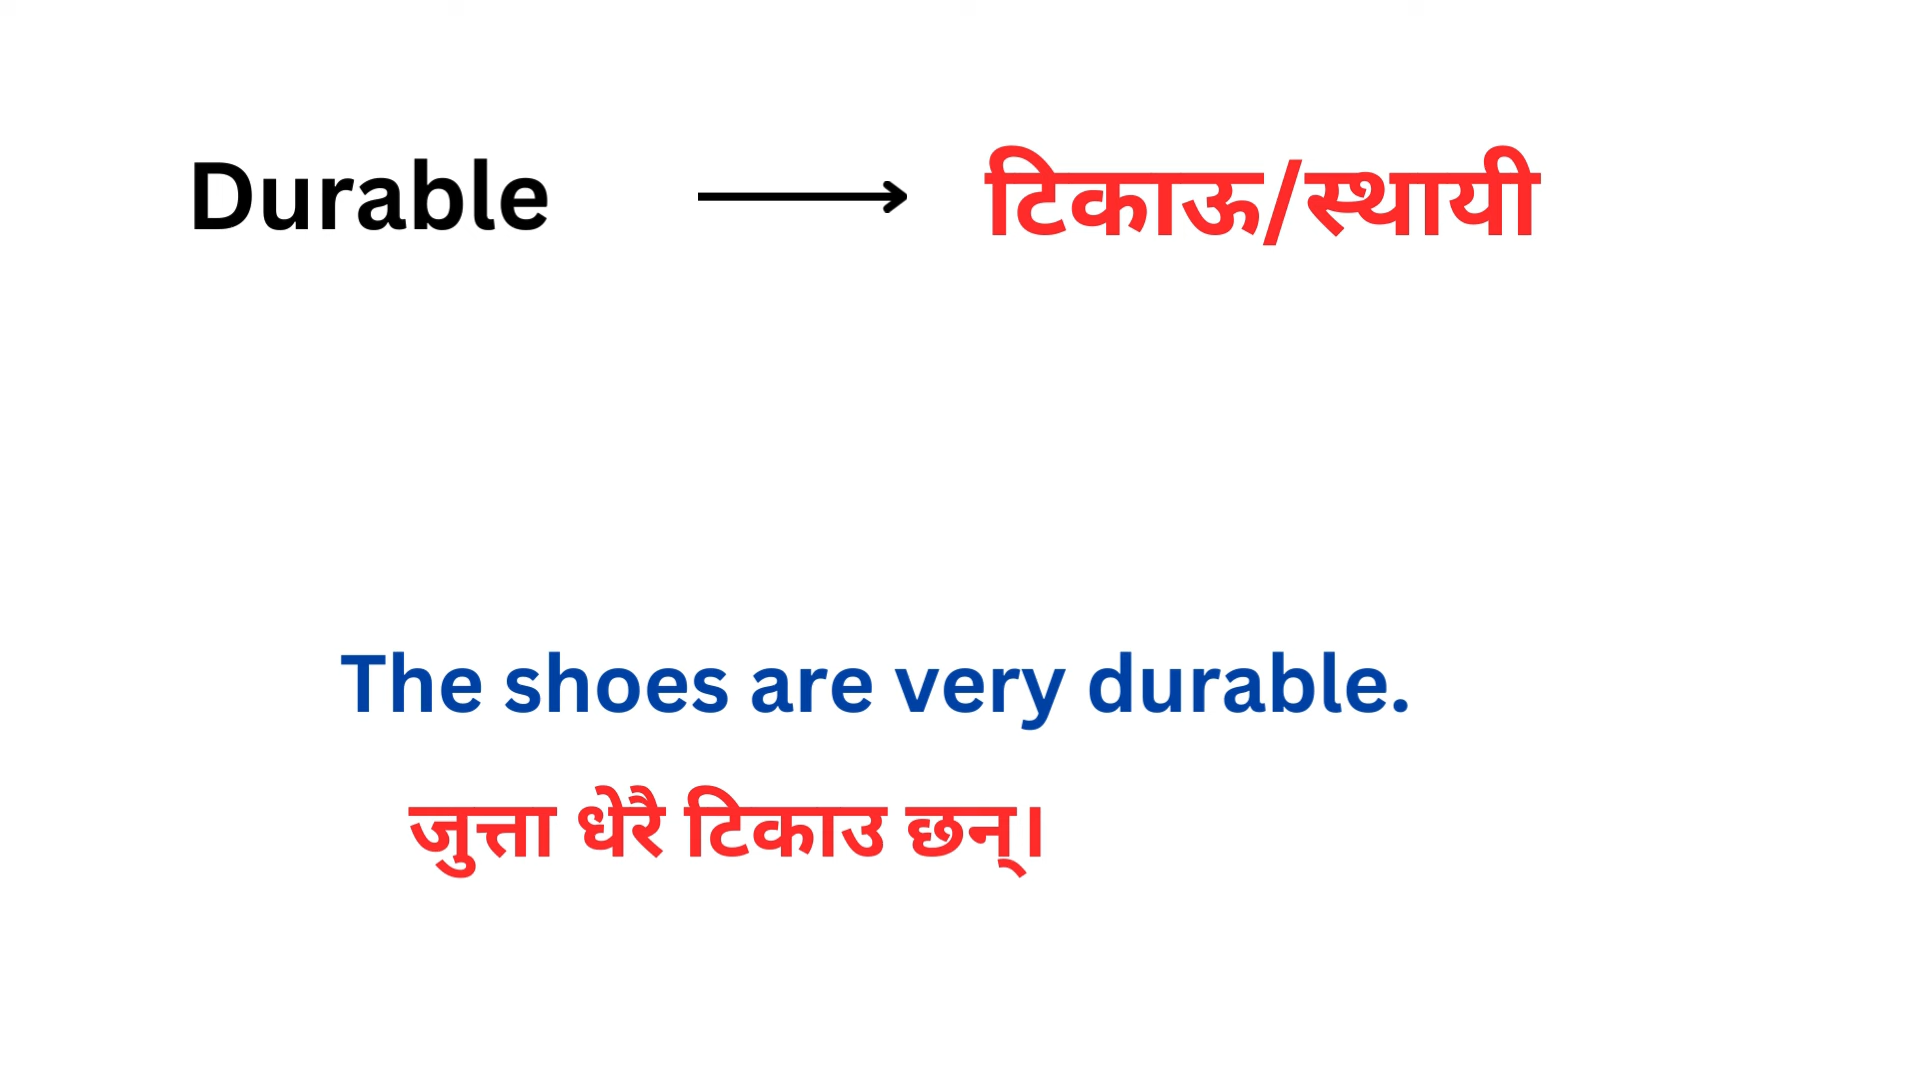 Durable → टिकाऊ/स्थायी
The shoes are very durable.
जुत्ता धेरै टिकाउ छन्।